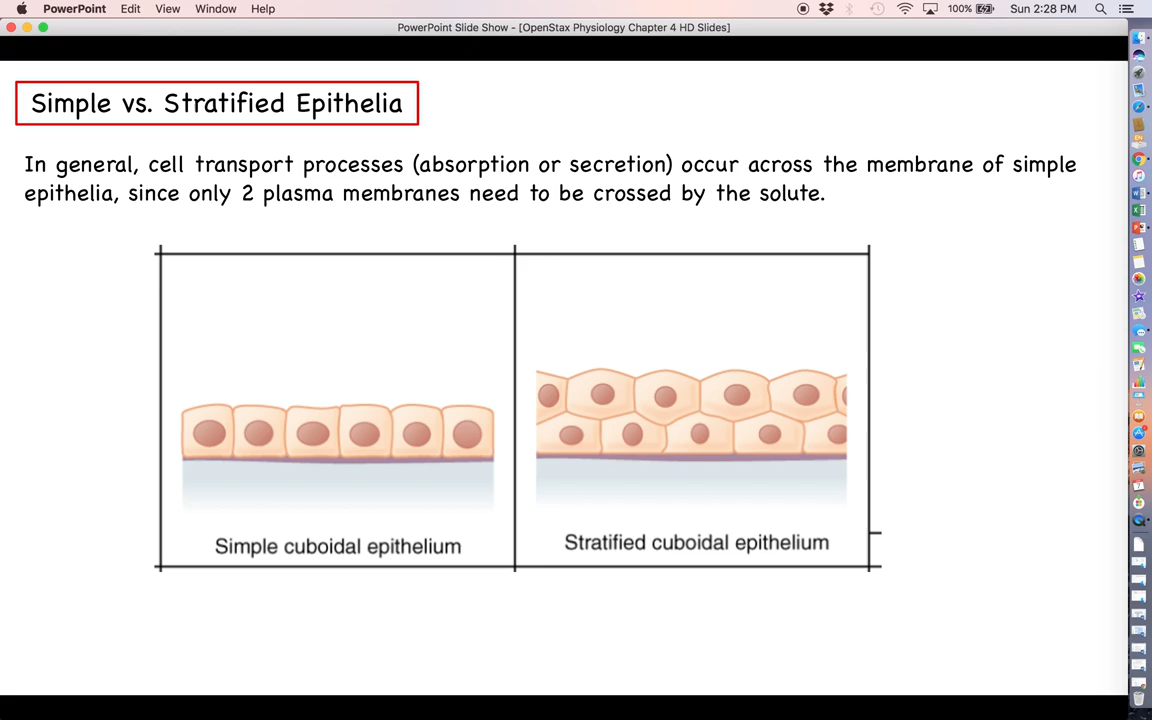 PowerPoint Edit View Window Help 100% Sun 2:28 PM
PowerPoint Slide Show - [OpenStax Physiology Chapter 4 HD Slides]
Simple vs. Stratified Epithelia
In general, cell transport processes (absorption or secretion) occur across the membrane of simple
epithelia, since only 2 plasma membranes need to be crossed by the solute.
Simple cuboidal epithelium
Stratified cuboidal epithelium